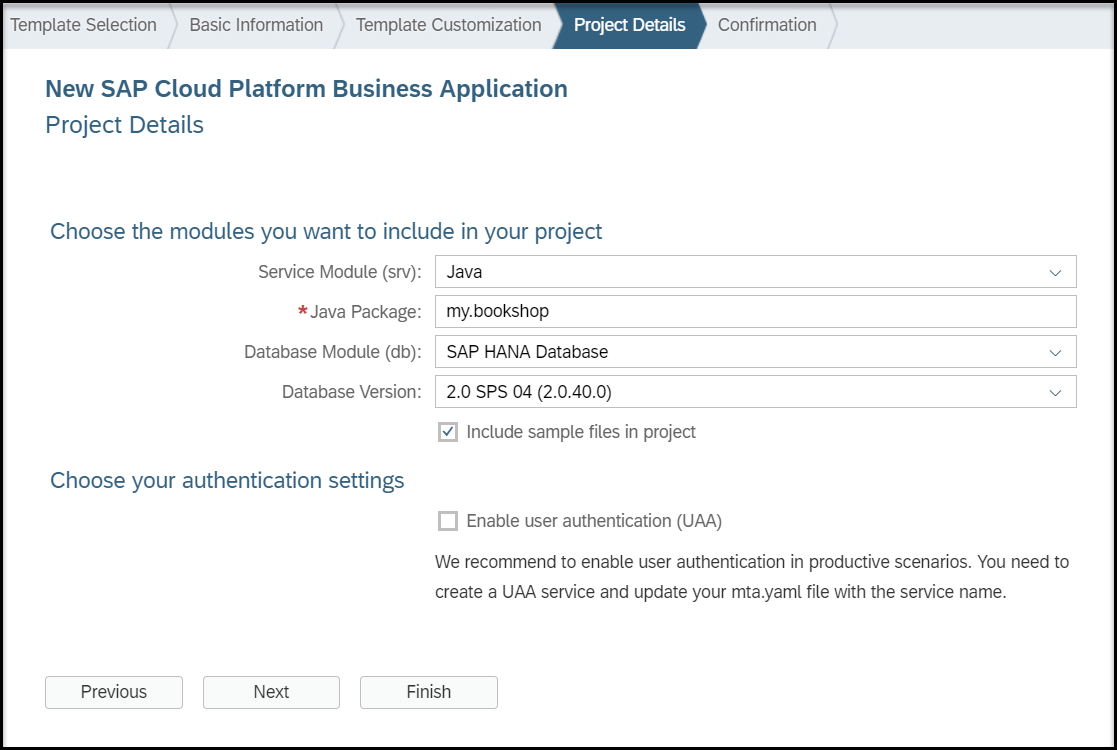 Template Selection
Basic Information
Template Customization
Project Details
Confirmation
New SAP Cloud Platform Business Application
Project Details
Choose the modules you want to include in your project
Service Module (srv): Java
*Java Package: my.bookshop
Database Module (db): SAP HANA Database
Database Version: 2.0 SPS 04 (2.0.40.0)
Include sample files in project
Choose your authentication settings
Enable user authentication (UAA)
We recommend to enable user authentication in productive scenarios. You need to
create a UAA service and update your mta.yaml file with the service name.
Previous
Next
Finish